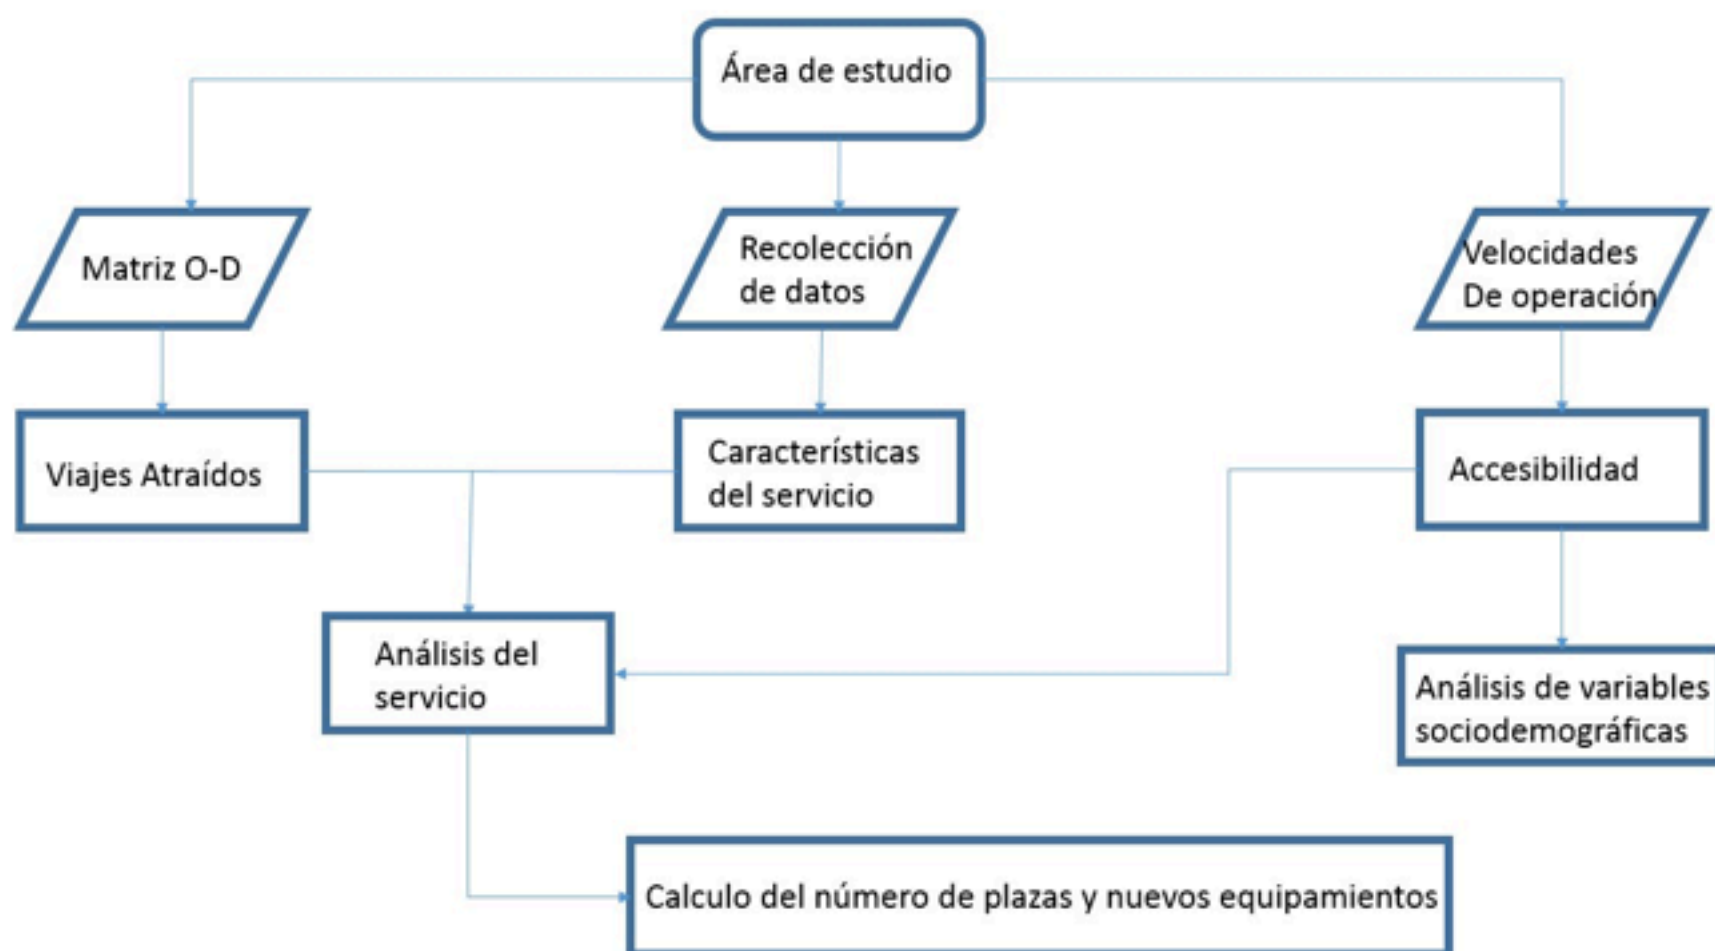 Área de estudio
Matriz O-D
Recolección
de datos
Velocidades
De operación
Viajes Atraídos
Característícas
del servicio
Accesibilidad
Análisis del
servicio
Análisis de variables
sociodemográficas
Calculo del número de plazas y nuevos equipamientos